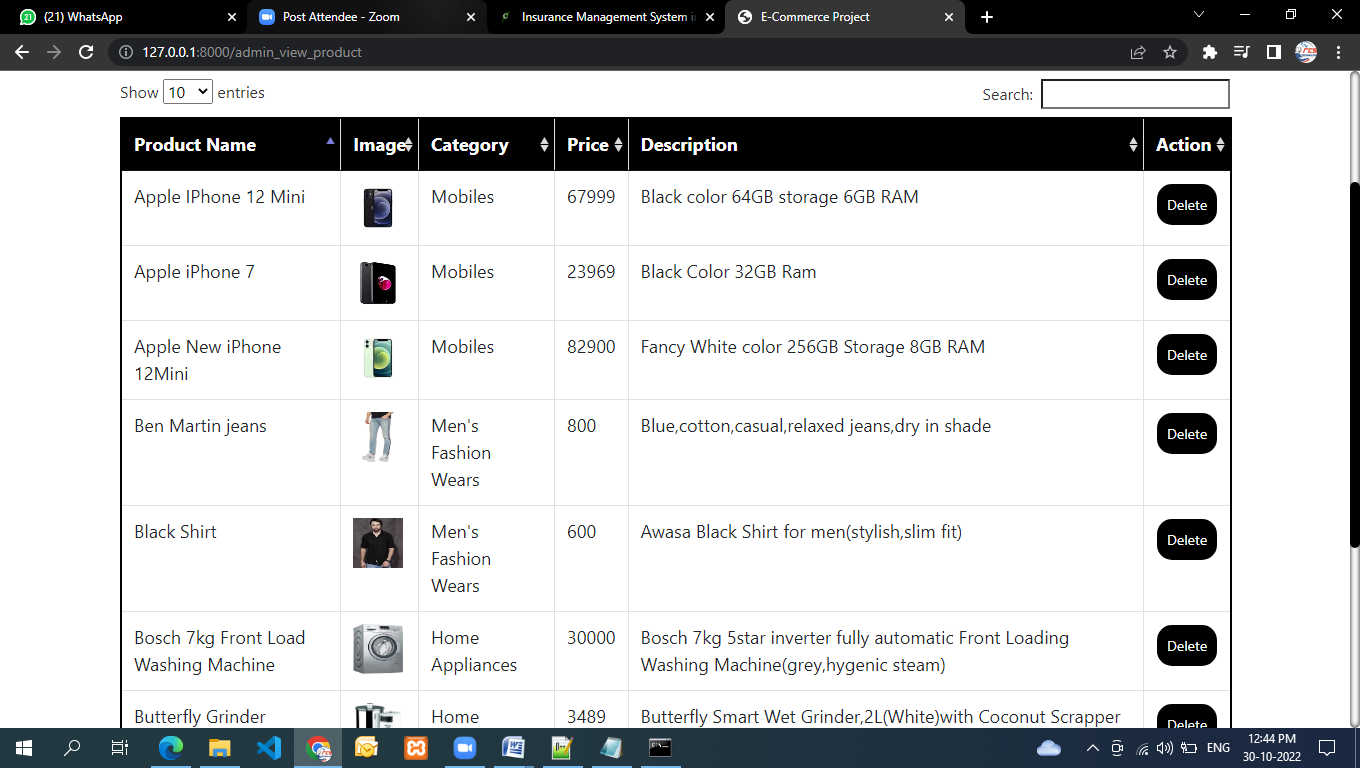 (21) WhatsApp
Post Attendee - Zoom
Insurance Management System i
E-Commerce Project
127.0.0.1:8000/admin_view_product
Show 10 entries
Search:
Product Name Image Category Price Description Action
Apple IPhone 12 Mini Mobiles 67999 Black color 64GB storage 6GB RAM Delete
Apple iPhone 7 Mobiles 23969 Black Color 32GB Ram Delete
Apple New iPhone Mobiles 82900 Fancy White color 256GB Storage 8GB RAM Delete
12Mini
Ben Martin jeans Men's 800 Blue,cotton,casual,relaxed jeans,dry in shade Delete
Fashion
Wears
Black Shirt Men's 600 Awasa Black Shirt for men(stylish,slim fit) Delete
Fashion
Wears
Bosch 7kg Front Load Home 30000 Bosch 7kg 5star inverter fully automatic Front Loading Delete
Washing Machine Appliances Washing Machine(grey,hygenic steam)
Butterfly Grinder Home 3489 Butterfly Smart Wet Grinder,2L(White)with Coconut Scrapper Delete
ENG
12:44 PM
30-10-2022